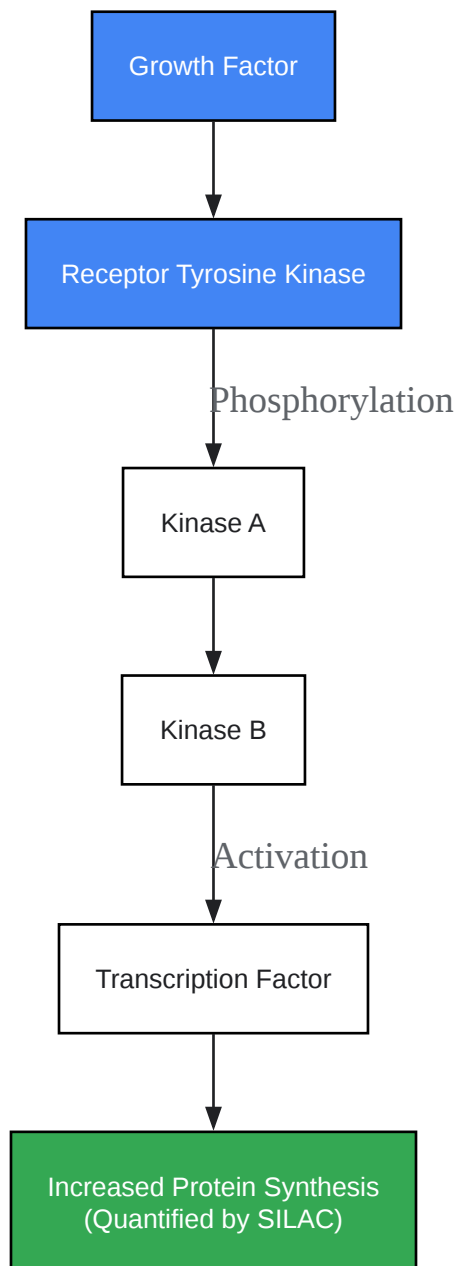 Growth Factor
Receptor Tyrosine Kinase
Phosphorylation
Kinase A
Kinase B
Activation
Transcription Factor
Increased Protein Synthesis
(Quantified by SILAC)